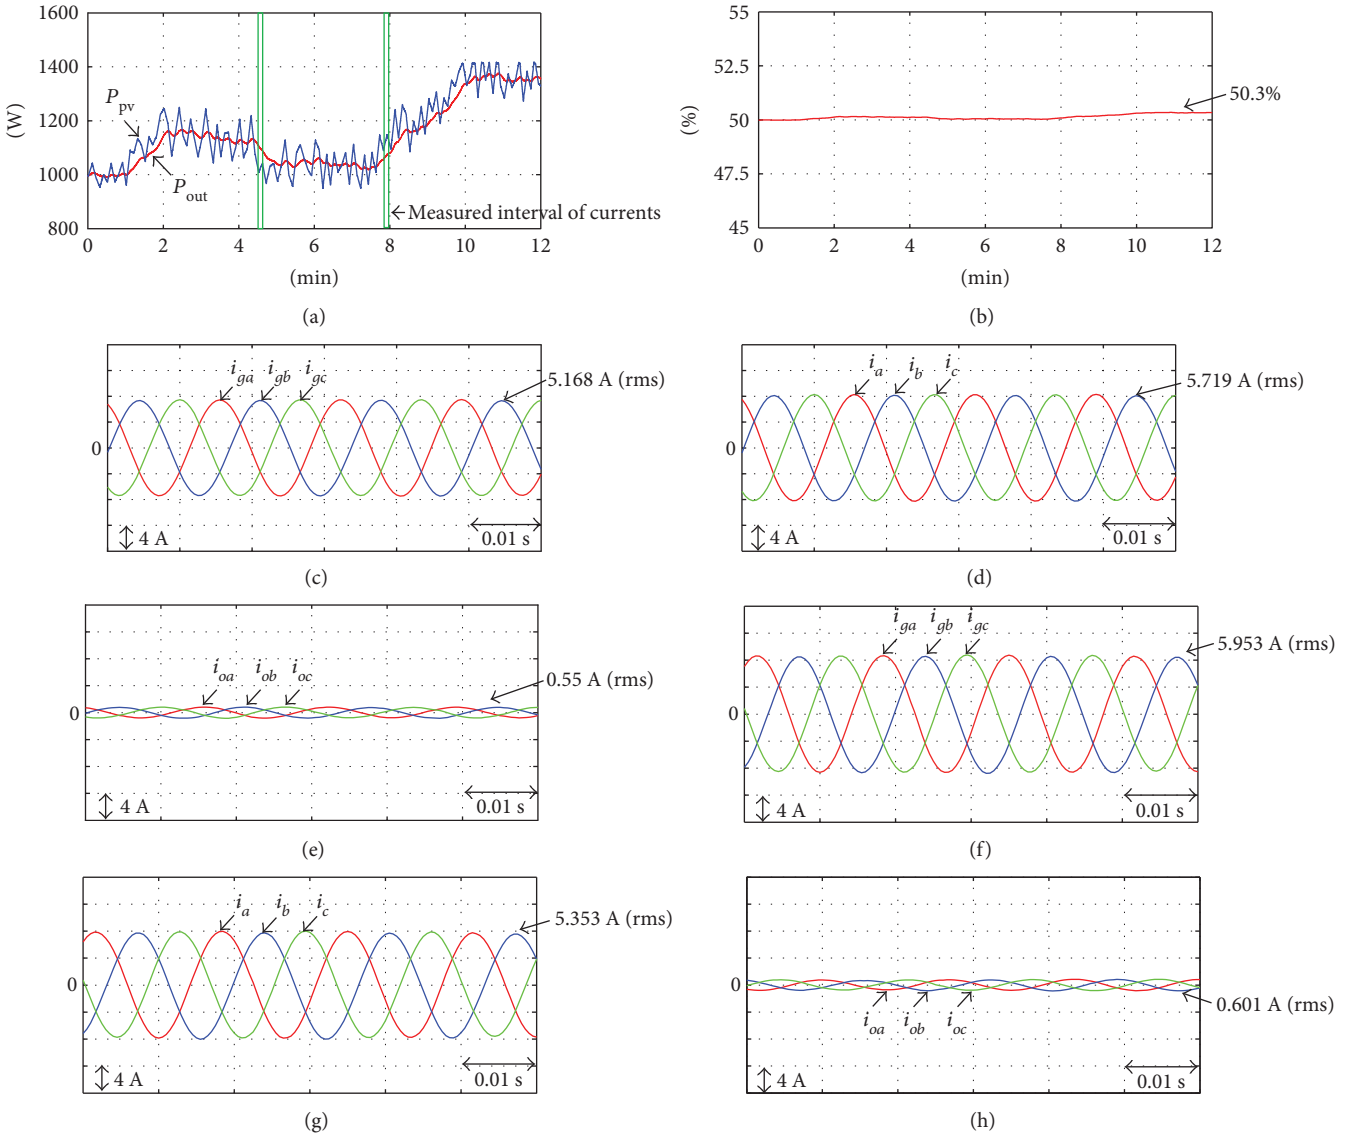 1600
1400
1200
1000
800
(W)
P_pv
P_out
Measured interval of currents
0 2 4 6 8 10 12
(min)
(a)
55
52.5
50
47.5
45
(%)
50.3%
0 2 4 6 8 10 12
(min)
(b)
i_ga i_gb i_gc
5.168 A (rms)
0
4 A
0.01 s
(c)
i_a i_b i_c
5.719 A (rms)
4 A
0.01 s
(d)
i_oa i_ob i_oc
0.55 A (rms)
0
4 A
0.01 s
(e)
i_ga i_gb i_gc
5.953 A (rms)
0
4 A
0.01 s
(f)
i_a i_b i_c
5.353 A (rms)
0
4 A
0.01 s
(g)
0
i_oa i_ob i_oc
0.601 A (rms)
4 A
0.01 s
(h)